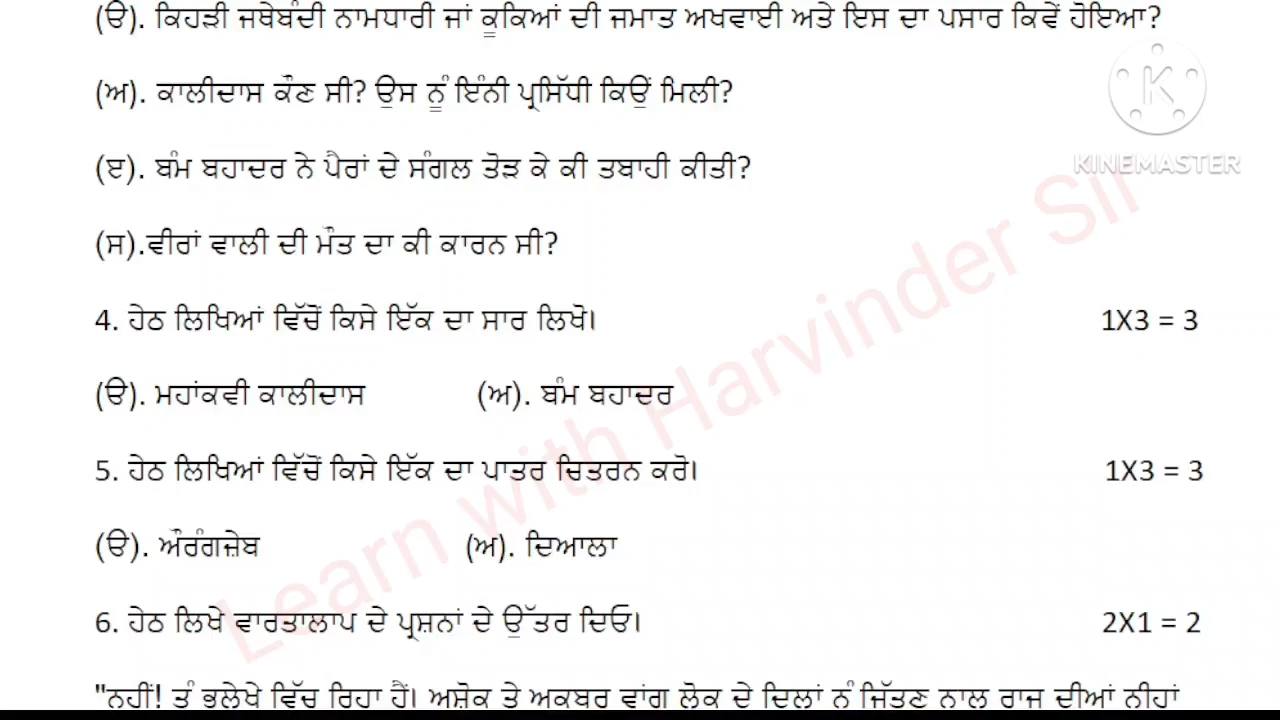 (ੳ). ਕਿਹੜੀ ਜਥੇਬੰਦੀ ਨਾਮਧਾਰੀ ਜਾਂ ਕੂਕਿਆਂ ਦੀ ਜਮਾਤ ਅਖਵਾਈ ਅਤੇ ਇਸ ਦਾ ਪਸਾਰ ਕਿਵੇਂ ਹੋਇਆ?
(ਅ). ਕਾਲੀਦਾਸ ਕੌਣ ਸੀ? ਉਸ ਨੂੰ ਇੰਨੀ ਪ੍ਰਸਿੱਧੀ ਕਿਉਂ ਮਿਲੀ?
KINEMASTER
(ੲ). ਬੰਮ ਬਹਾਦਰ ਨੇ ਪੈਰਾਂ ਦੇ ਸੰਗਲ ਤੋੜ ਕੇ ਕੀ ਤਬਾਹੀ ਕੀਤੀ?
(ਸ).ਵੀਰਾਂ ਵਾਲੀ ਦੀ ਮੌਤ ਦਾ ਕੀ ਕਾਰਨ ਸੀ?
4. ਹੇਠ ਲਿਖਿਆਂ ਵਿੱਚੋਂ ਕਿਸੇ ਇੱਕ ਦਾ ਸਾਰ ਲਿਖੋ। 1X3 = 3
(ੳ). ਮਹਾਂਕਵੀ ਕਾਲੀਦਾਸ (ਅ). ਬੰਮ ਬਹਾਦਰ
5. ਹੇਠ ਲਿਖਿਆਂ ਵਿੱਚੋਂ ਕਿਸੇ ਇੱਕ ਦਾ ਪਾਤਰ ਚਿਤਰਨ ਕਰੋ। 1X3 = 3
(ੳ). ਔਰੰਗਜ਼ੇਬ (ਅ). ਦਿਆਲਾ
6. ਹੇਠ ਲਿਖੇ ਵਾਰਤਾਲਾਪ ਦੇ ਪ੍ਰਸ਼ਨਾਂ ਦੇ ਉੱਤਰ ਦਿਓ। 2X1 = 2
"ਨਹੀਂ! ਤੂੰ ਭੁਲੇਖੇ ਵਿੱਚ ਰਿਹਾ ਹੈਂ। ਅਸ਼ੋਕ ਤੇ ਅਕਬਰ ਵਾਂਗ ਲੋਕ ਦੇ ਦਿਲਾਂ ਨੂੰ ਜਿੱਤਣ ਨਾਲ ਰਾਜ ਦੀਆਂ ਨੀਹਾਂ
Learn with Harvinder Sir